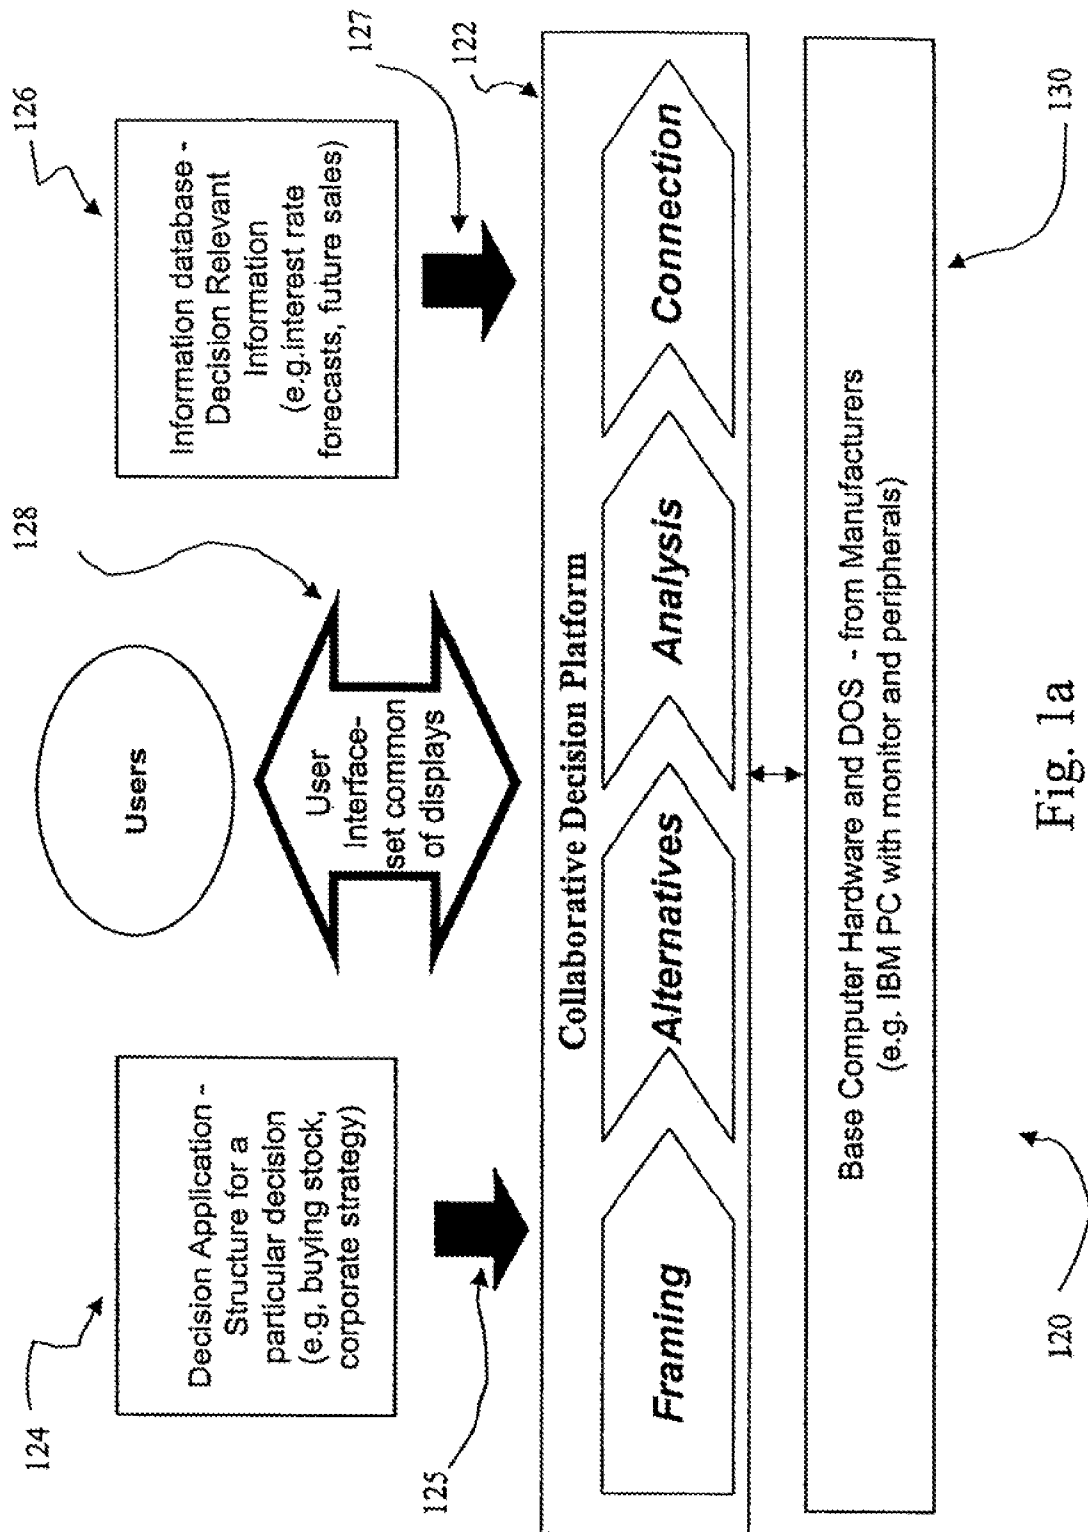 124
Decision Application -
Structure for a
particular decision
(e.g, buying stock,
corporate strategy)
125
Users
128
User
Interface-
set common
of displays
126
Information database -
Decision Relevant
Information
(e.g.interest rate
forecasts, future sales)
127
122
Collaborative Decision Platform
Framing
Alternatives
Analysis
Connection
Base Computer Hardware and DOS - from Manufacturers
(e.g. IBM PC with monitor and peripherals)
130
120
Fig. 1a